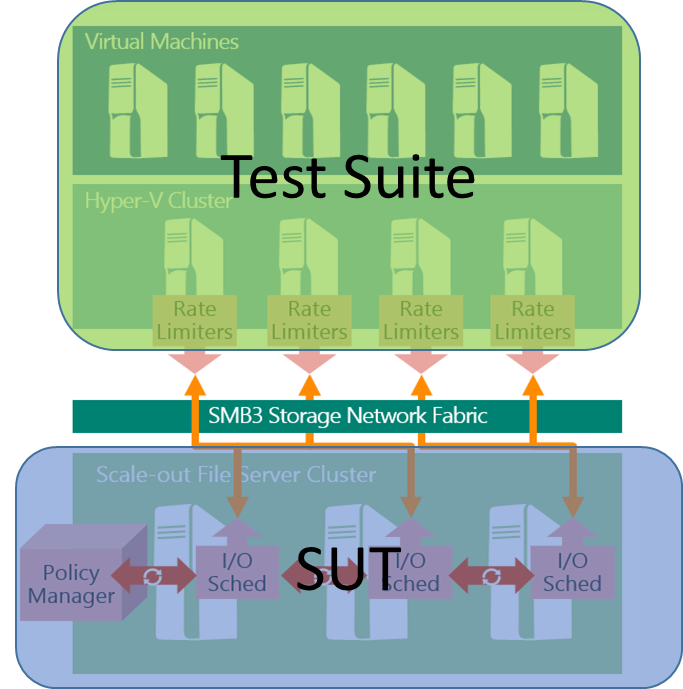 Virtual Machines
Test Suite
Hyper-V Cluster
Rate
Limiters
Rate
Limiters
Rate
Limiters
Rate
Limiters
SMB3 Storage Network Fabric
Scale-out File Server Cluster
Policy
Manager
I/O
Sched
SUT
I/O
Sched
I/O
Sched